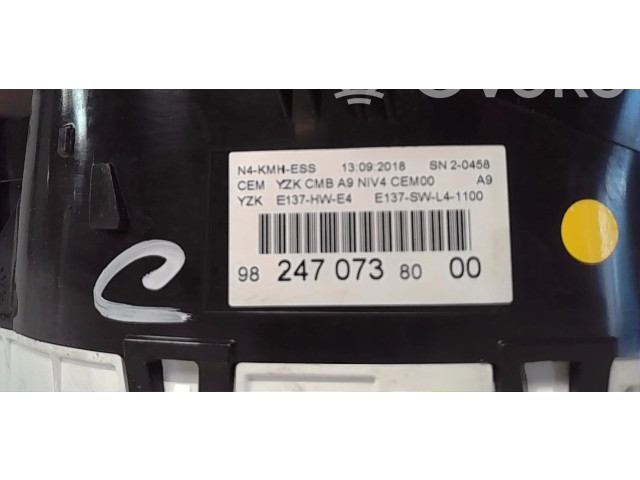 N4-KMH-ESS 13:09:2018 SN 2-0458
CEM YZK CMB A9 NIV4 CEM00 A9
YZK E137-HW-E4 E137-SW-L4-1100
98 247 073 80 00
C